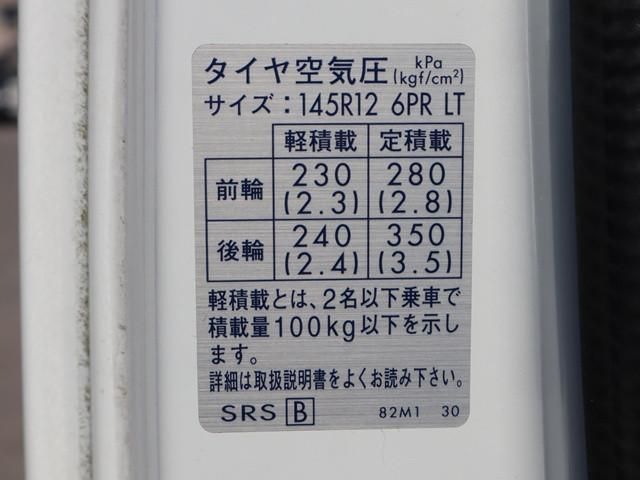 タイヤ空気圧 kPa (kgf/cm²)
サイズ：145R12 6PR LT
軽積載 定積載
前輪 230 (2.3) 280 (2.8)
後輪 240 (2.4) 350 (3.5)
軽積載とは、2名以下乗車で
積載量100kg以下を示し
ます。
詳細は取扱説明書をよくお読み下さい。
SRS B 82M1 30